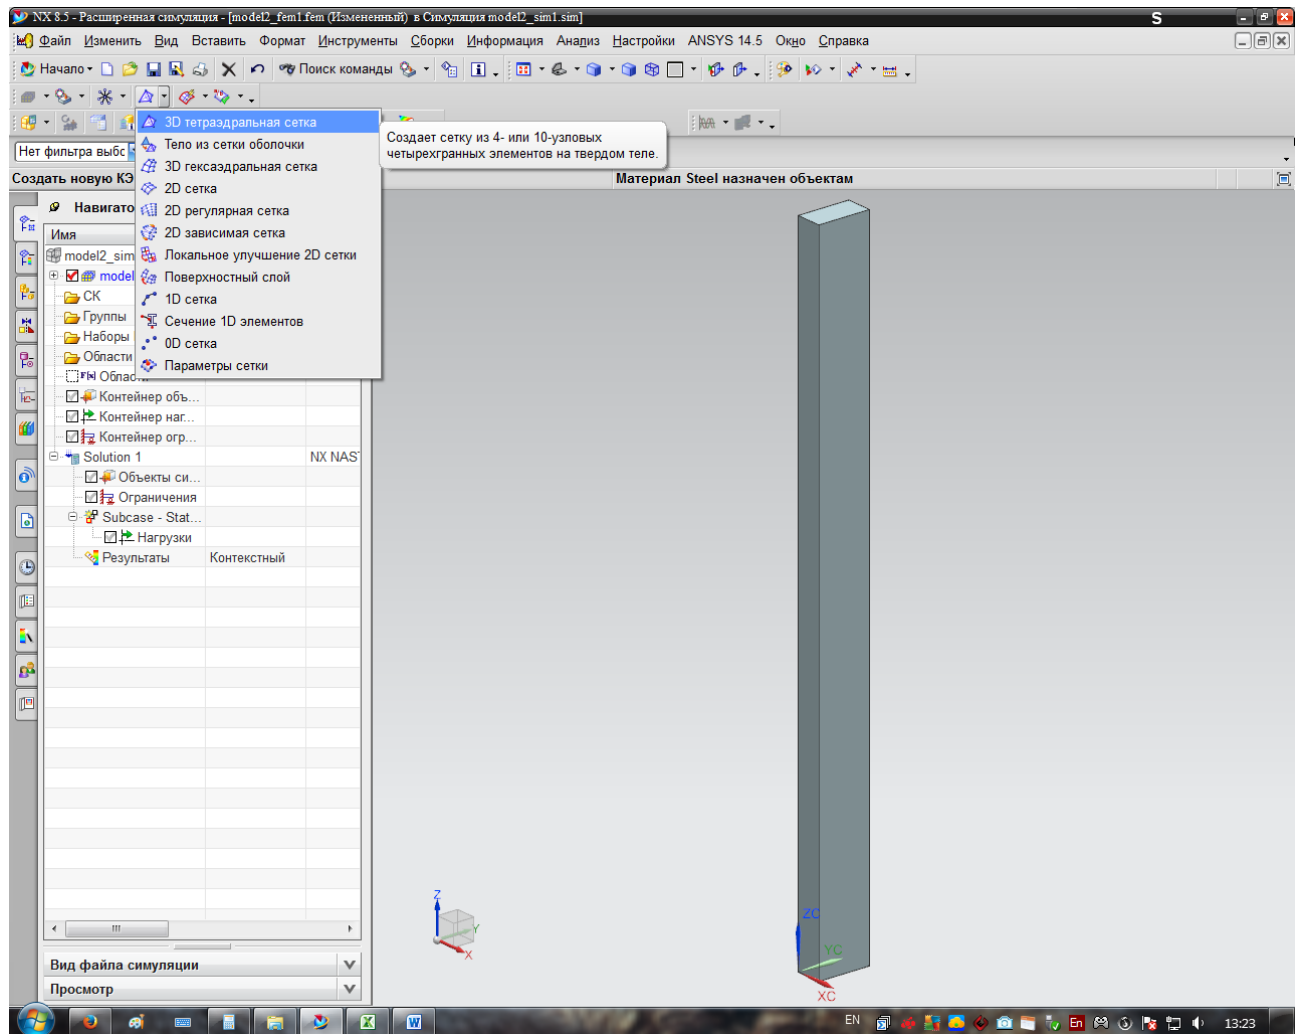 NX 8.5 - Расширенная симуляция - [model2_fem1.fem (Измененный) в Симуляция model2_sim1.sim]
S
Файл Изменить Вид Вставить Формат Инструменты Сборки Информация Анализ Настройки ANSYS 14.5 Окно Справка
Начало Поиск команды
3D тетраэдральная сетка
Тело из сетки оболочки
3D гексаэдральная сетка
2D сетка
2D регулярная сетка
2D зависимая сетка
Локальное улучшение 2D сетки
Поверхностный слой
1D сетка
Сечение 1D элементов
0D сетка
Параметры сетки
Создает сетку из 4- или 10-узловых
четырехгранных элементов на твердом теле.
Нет фильтра выбс
Создать новую КЭ
Материал Steel назначен объектам
Навигато
Имя
model2_sim
model
СК
Группы
Наборы
Области
Област
Контейнер объ...
Контейнер наг...
Контейнер огр...
Solution 1 NX NAS
Объекты си...
Ограничения
Subcase - Stat...
Нагрузки
Результаты Контекстный
Вид файла симуляции
Просмотр
Z
Y
X
ZC
YC
XC
EN
En
13:23